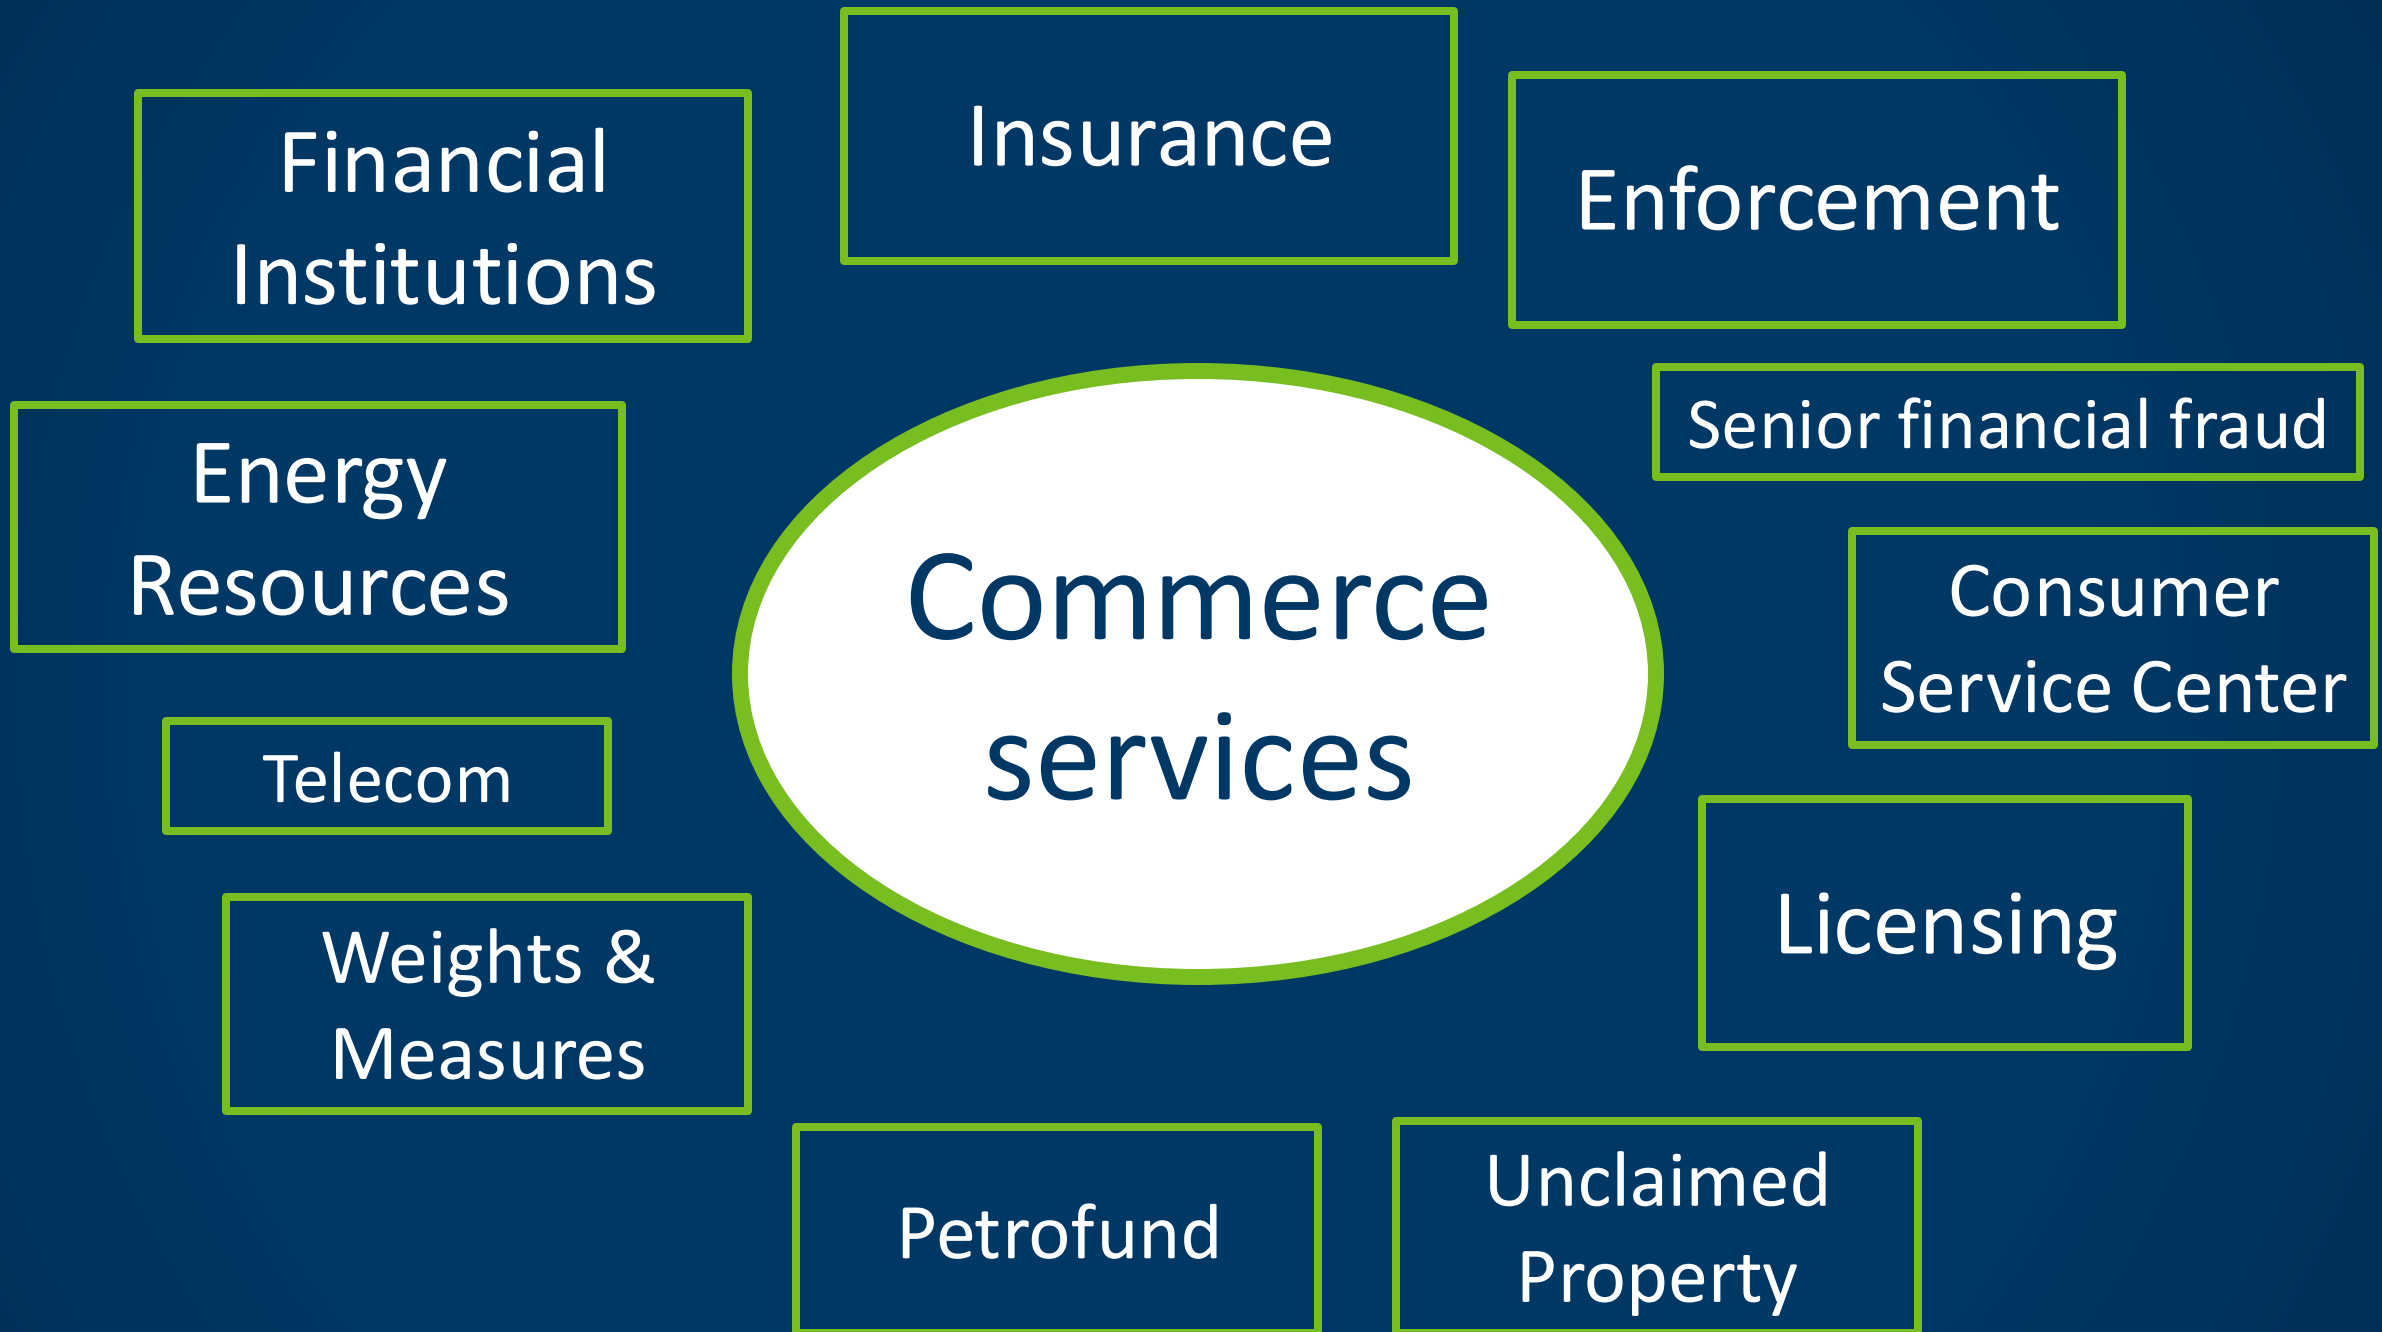 Insurance
Financial
Institutions
Enforcement
Senior financial fraud
Energy
Resources
Commerce
services
Consumer
Service Center
Telecom
Licensing
Weights &
Measures
Petrofund
Unclaimed
Property